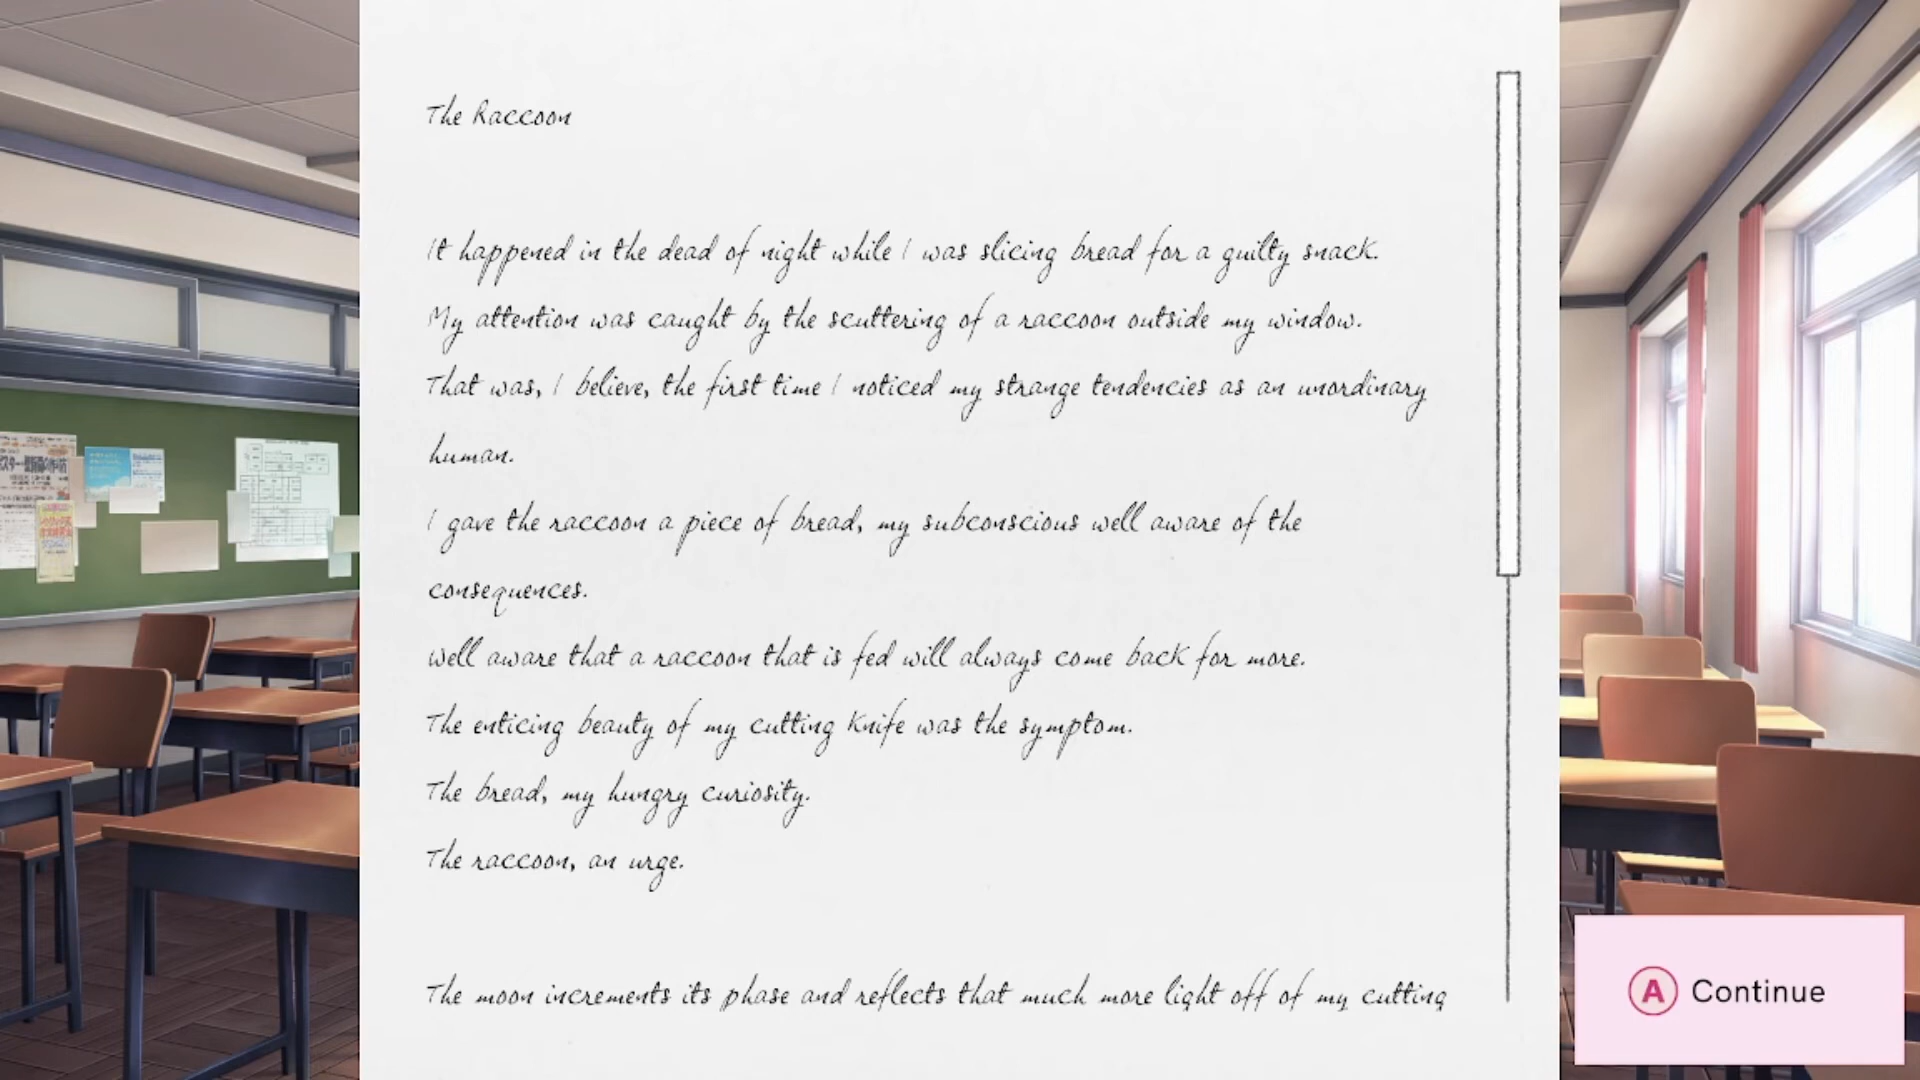 The Raccoon
It happened in the dead of night while I was slicing bread for a guilty snack.
My attention was caught by the scuttering of a raccoon outside my window.
That was, I believe, the first time I noticed my strange tendencies as an unordinary
human.
I gave the raccoon a piece of bread, my subconscious well aware of the
consequences.
Well aware that a raccoon that is fed will always come back for more.
The enticing beauty of my cutting knife was the symptom.
The bread, my hungry curiosity.
The raccoon, an urge.
The moon increments its phase and reflects that much more light off of my cutting
A Continue